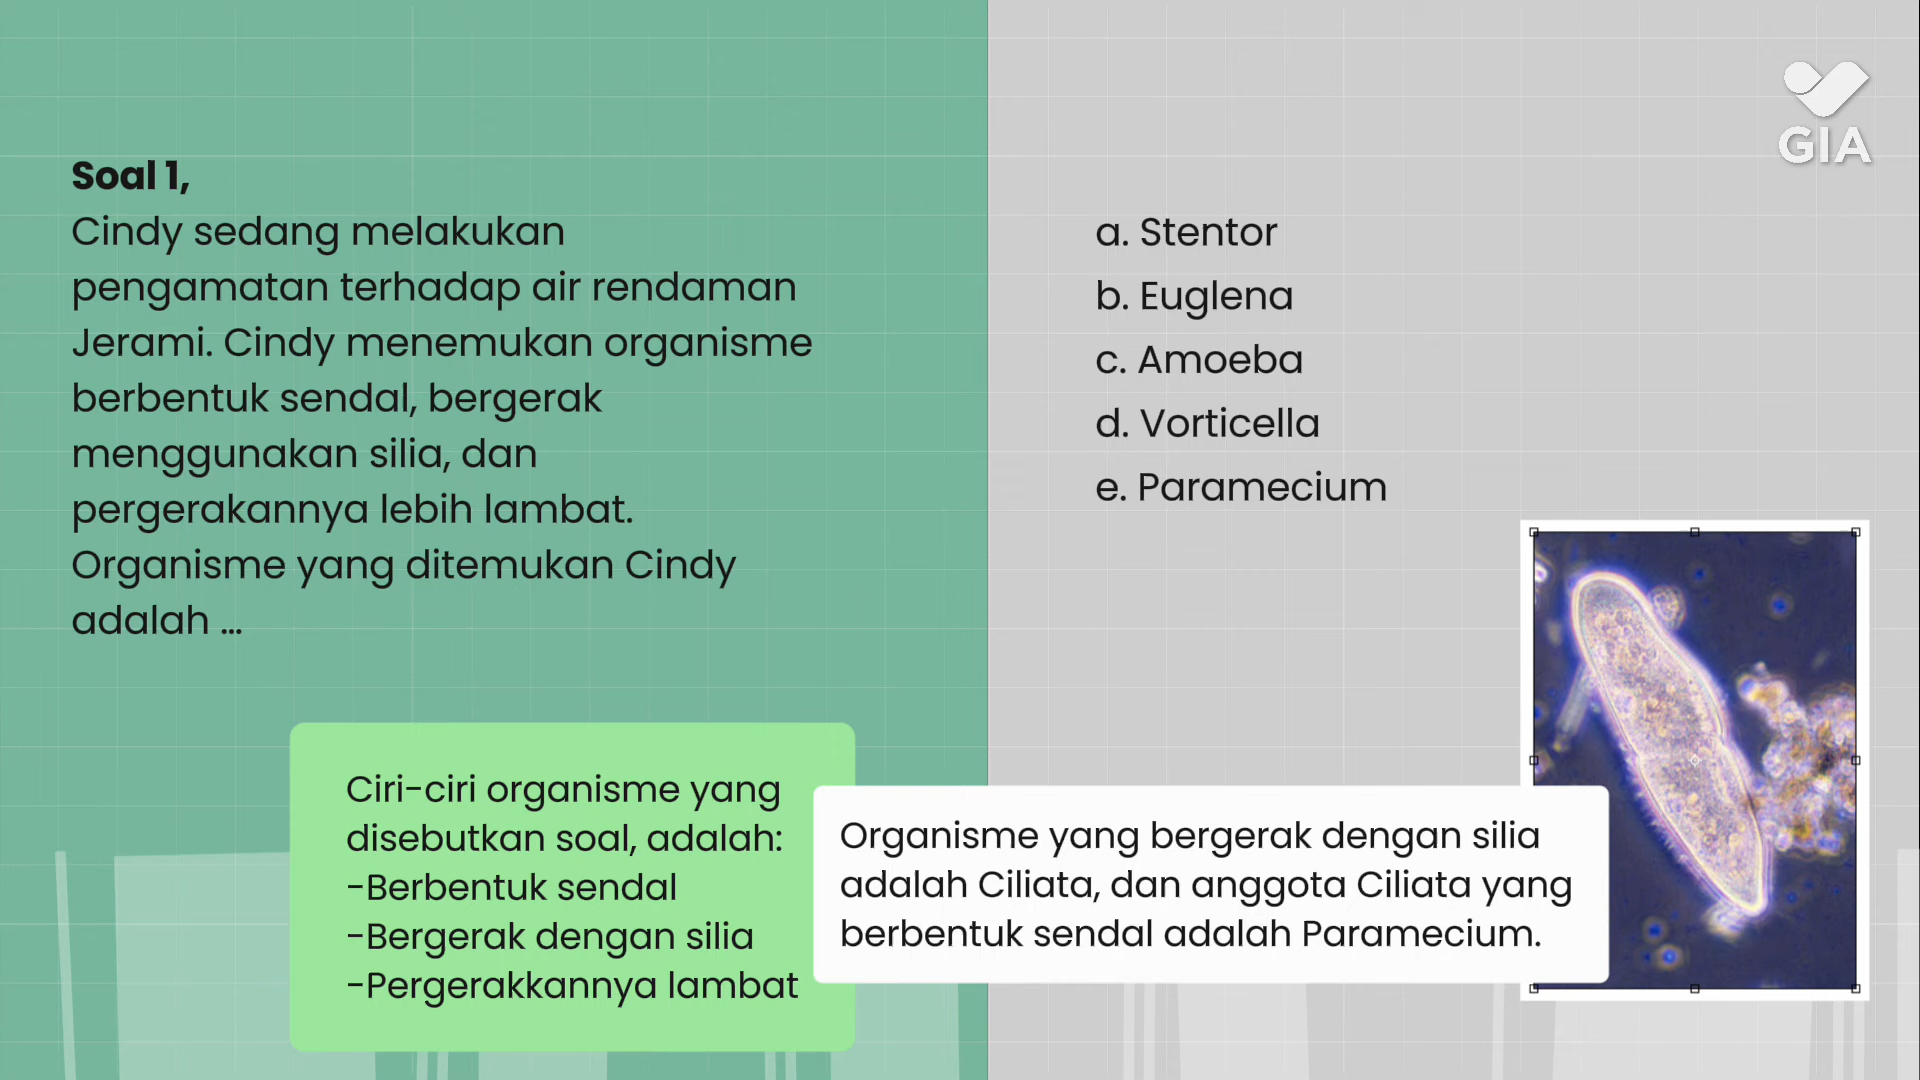 GIA
Soal 1,
Cindy sedang melakukan
pengamatan terhadap air rendaman
Jerami. Cindy menemukan organisme
berbentuk sendal, bergerak
menggunakan silia, dan
pergerakannya lebih lambat.
Organisme yang ditemukan Cindy
adalah ...
a. Stentor
b. Euglena
c. Amoeba
d. Vorticella
e. Paramecium
Ciri-ciri organisme yang
disebutkan soal, adalah:
-Berbentuk sendal
-Bergerak dengan silia
-Pergerakkannya lambat
Organisme yang bergerak dengan silia
adalah Ciliata, dan anggota Ciliata yang
berbentuk sendal adalah Paramecium.